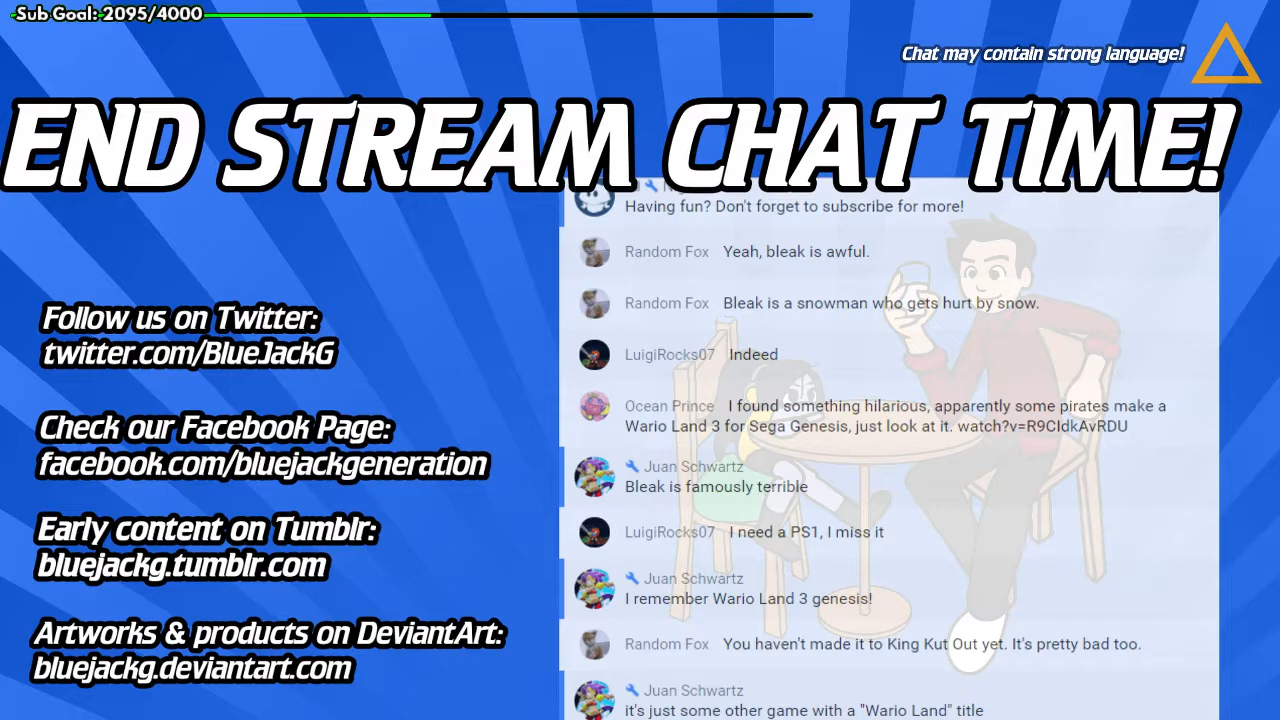 Sub Goal: 2095/4000
Chat may contain strong language!
END STREAM CHAT TIME!
Follow us on Twitter:
twitter.com/BlueJackG
Check our Facebook Page:
facebook.com/bluejackgeneration
Early content on Tumblr:
bluejackg.tumblr.com
Artworks & products on DeviantArt:
bluejackg.deviantart.com
Having fun? Don't forget to subscribe for more!
Random Fox Yeah, bleak is awful.
Random Fox Bleak is a snowman who gets hurt by snow.
LuigiRocks07 Indeed
Ocean Prince I found something hilarious, apparently some pirates make a
Wario Land 3 for Sega Genesis, just look at it. watch?v=R9CIdkAvRDU
Juan Schwartz
Bleak is famously terrible
LuigiRocks07 I need a PS1, I miss it
Juan Schwartz
I remember Wario Land 3 genesis!
Random Fox You haven't made it to King Kut Out yet. It's pretty bad too.
Juan Schwartz
it's just some other game with a "Wario Land" title